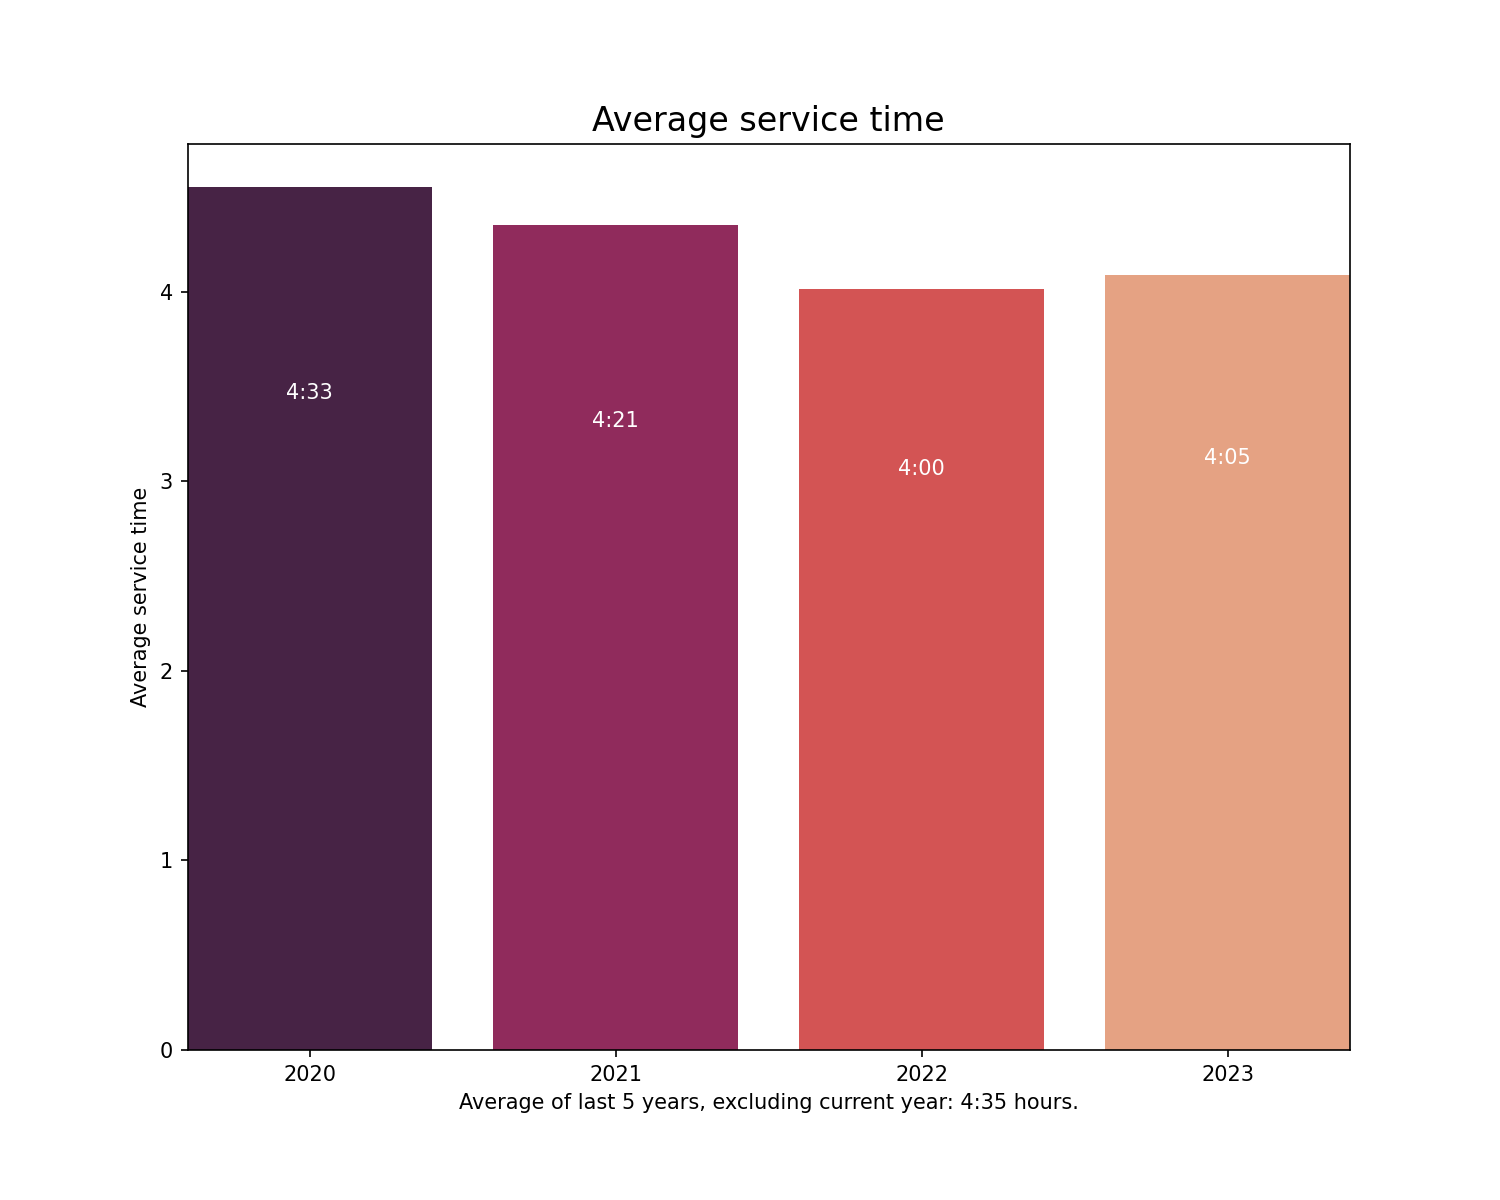 Average service time
Average service time
4
3
2
1
0
4:33
4:21
4:00
4:05
2020 2021 2022 2023
Average of last 5 years, excluding current year: 4:35 hours.